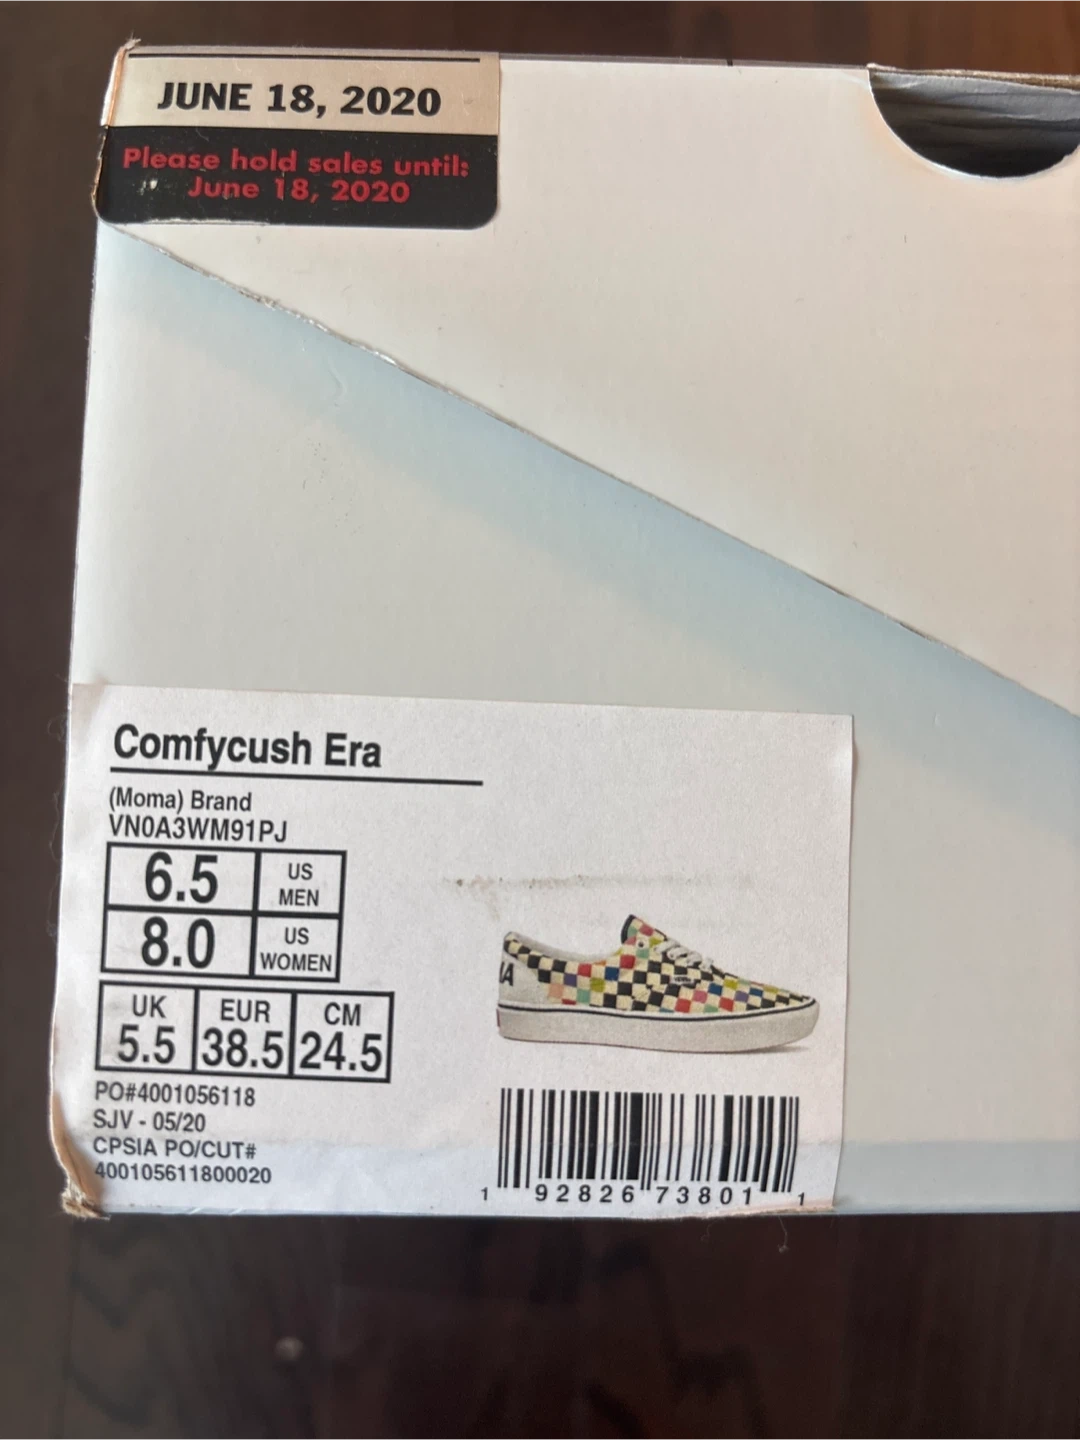 JUNE 18, 2020
Please hold sales until:
June 18, 2020
Comfycush Era
(Moma) Brand
VN0A3WM91PJ
6.5 US MEN
8.0 US WOMEN
UK EUR CM
5.5 38.5 24.5
PO#4001056118
SJV - 05/20
CPSIA PO/CUT#
400105611800020
1 92826 73801 1